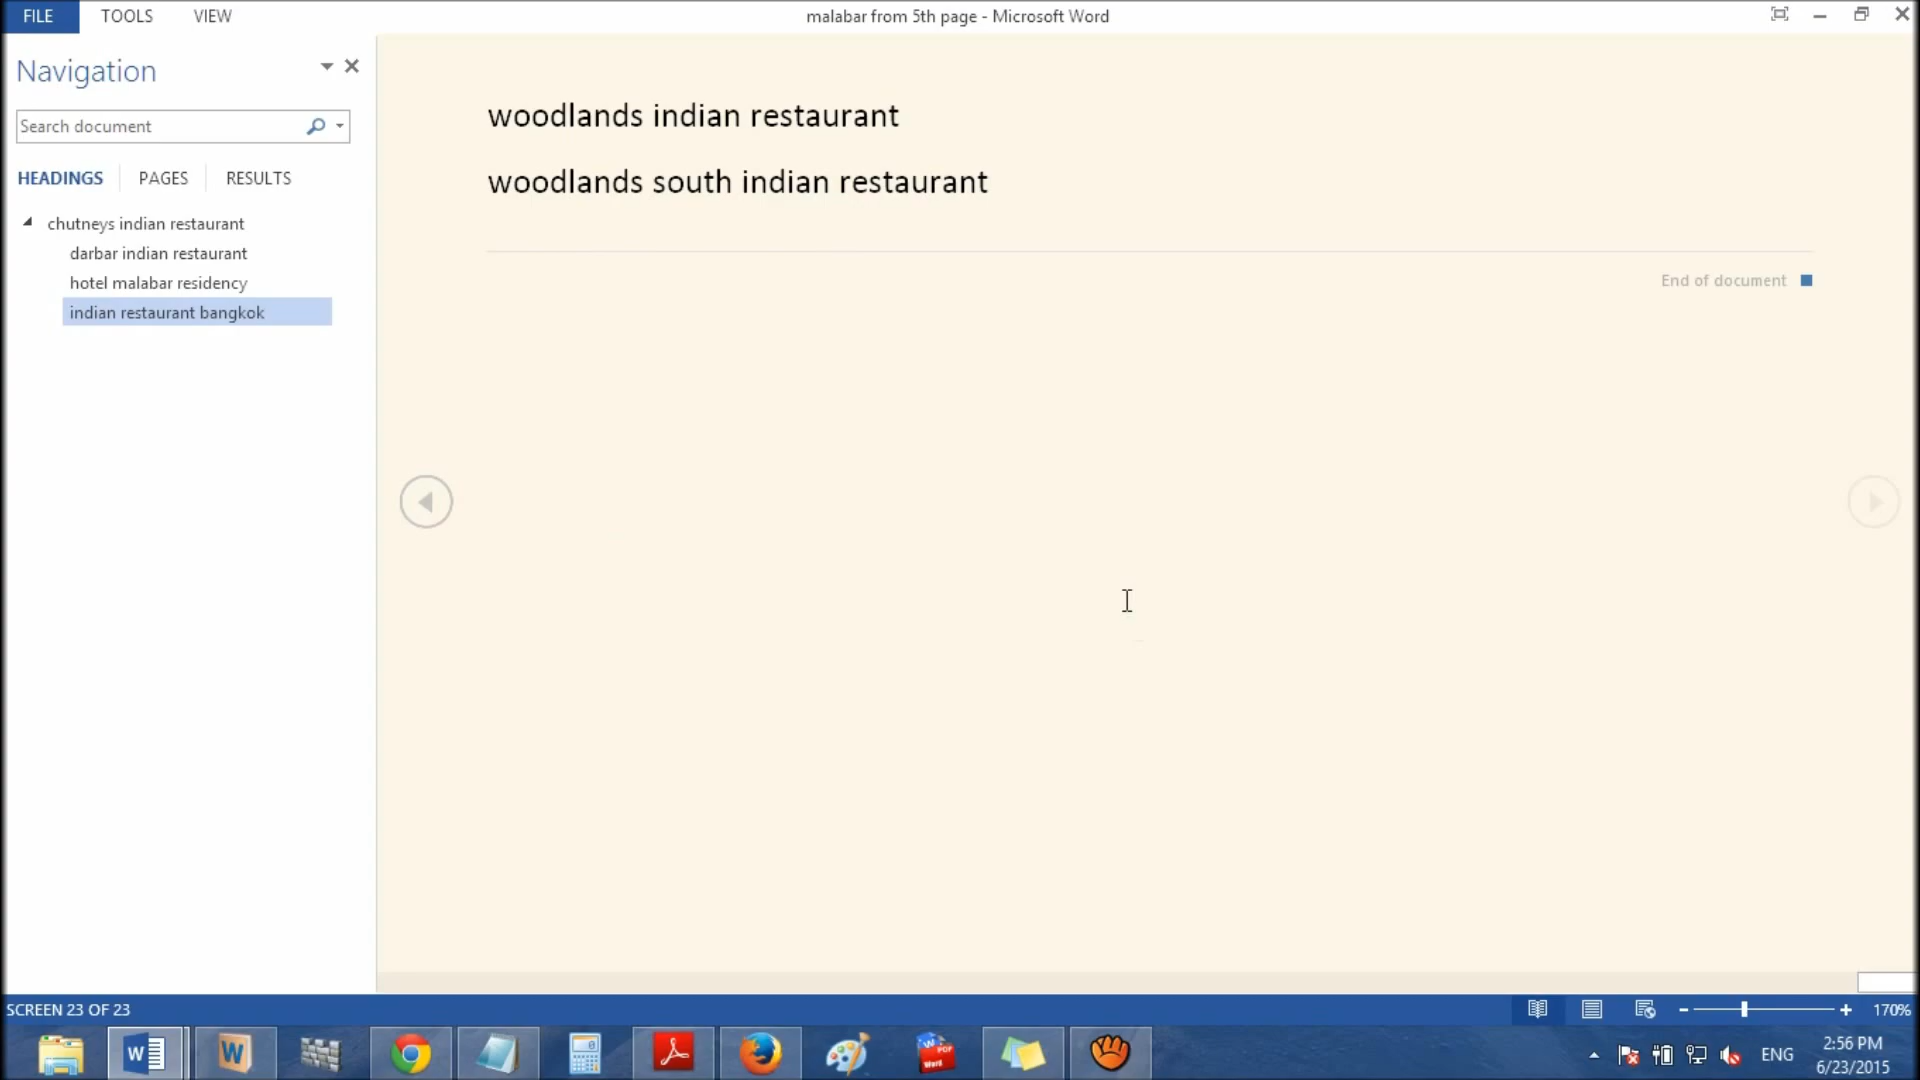 FILE TOOLS VIEW malabar from 5th page - Microsoft Word
Navigation
Search document
HEADINGS PAGES RESULTS
chutneys indian restaurant
darbar indian restaurant
hotel malabar residency
indian restaurant bangkok
woodlands indian restaurant
woodlands south indian restaurant
End of document
SCREEN 23 OF 23
170%
ENG
2:56 PM
6/23/2015